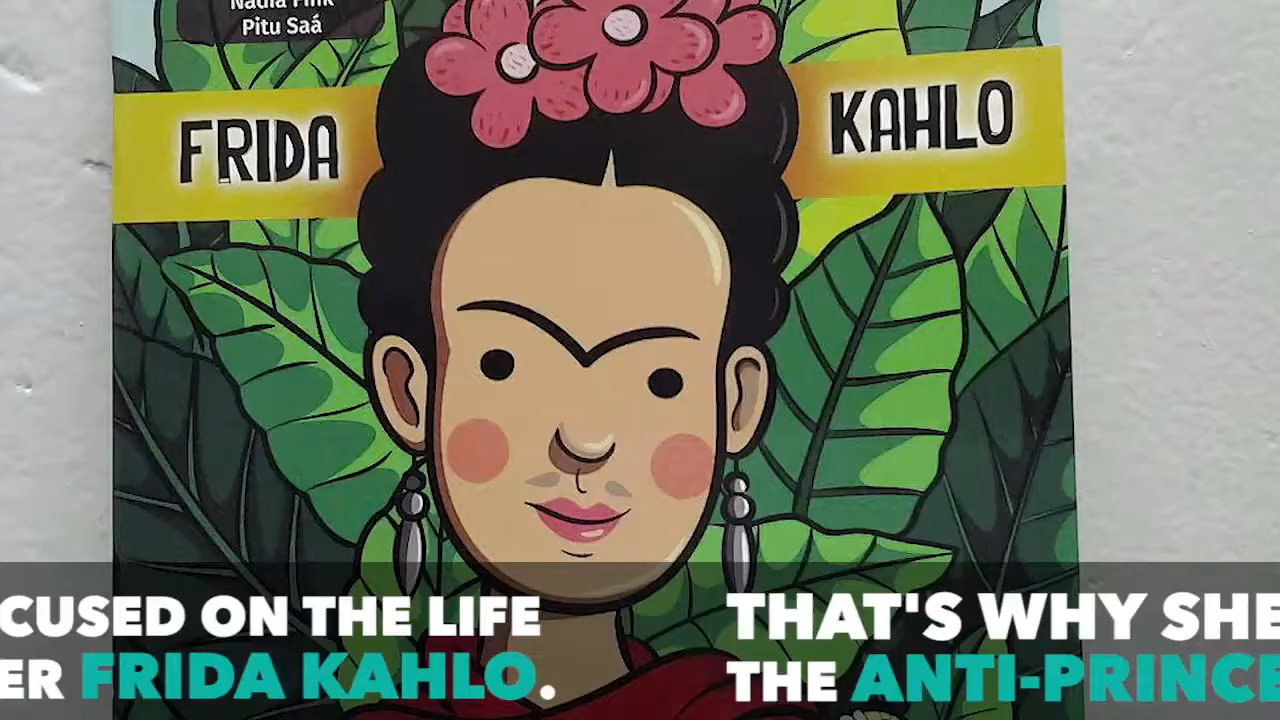 Pitu Saá
FRIDA
KAHLO
CUSED ON THE LIFE
ER FRIDA KAHLO.
THAT'S WHY SHE
THE ANTI-PRINCE